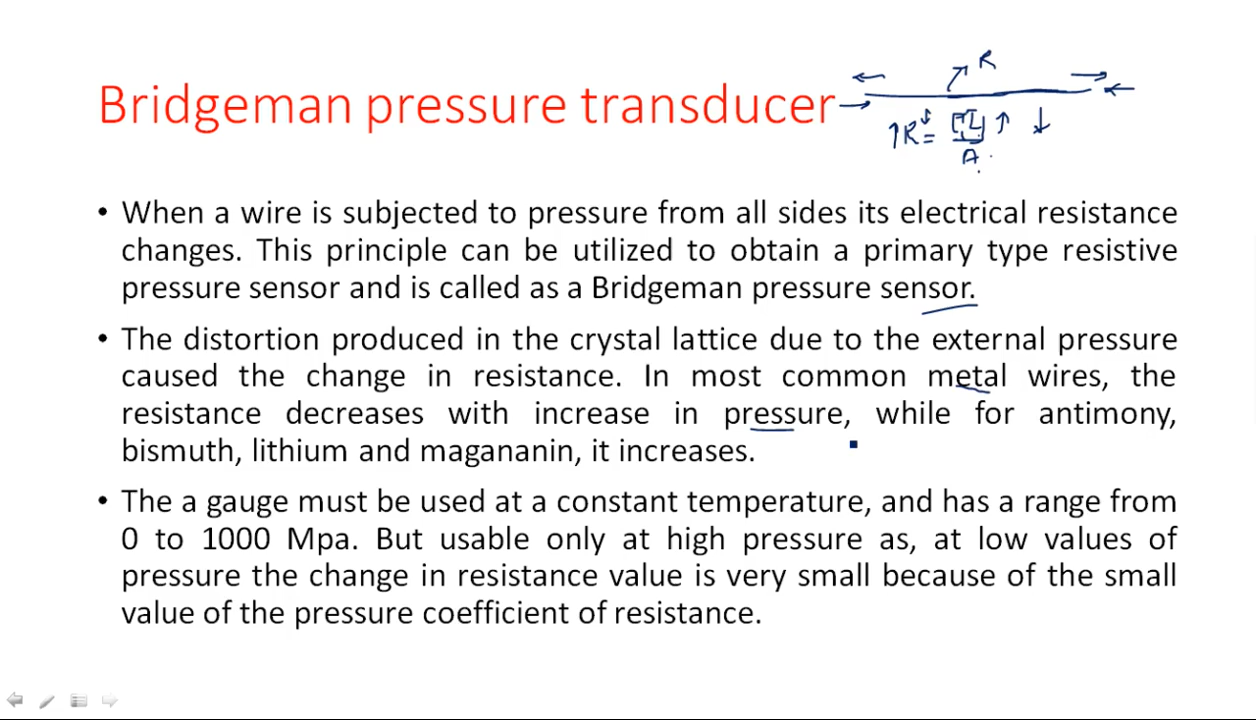 R
Bridgeman pressure transducer
↑R =
A
• When a wire is subjected to pressure from all sides its electrical resistance
changes. This principle can be utilized to obtain a primary type resistive
pressure sensor and is called as a Bridgeman pressure sensor.
• The distortion produced in the crystal lattice due to the external pressure
caused the change in resistance. In most common metal wires, the
resistance decreases with increase in pressure, while for antimony,
bismuth, lithium and magananin, it increases.
• The a gauge must be used at a constant temperature, and has a range from
0 to 1000 Mpa. But usable only at high pressure as, at low values of
pressure the change in resistance value is very small because of the small
value of the pressure coefficient of resistance.